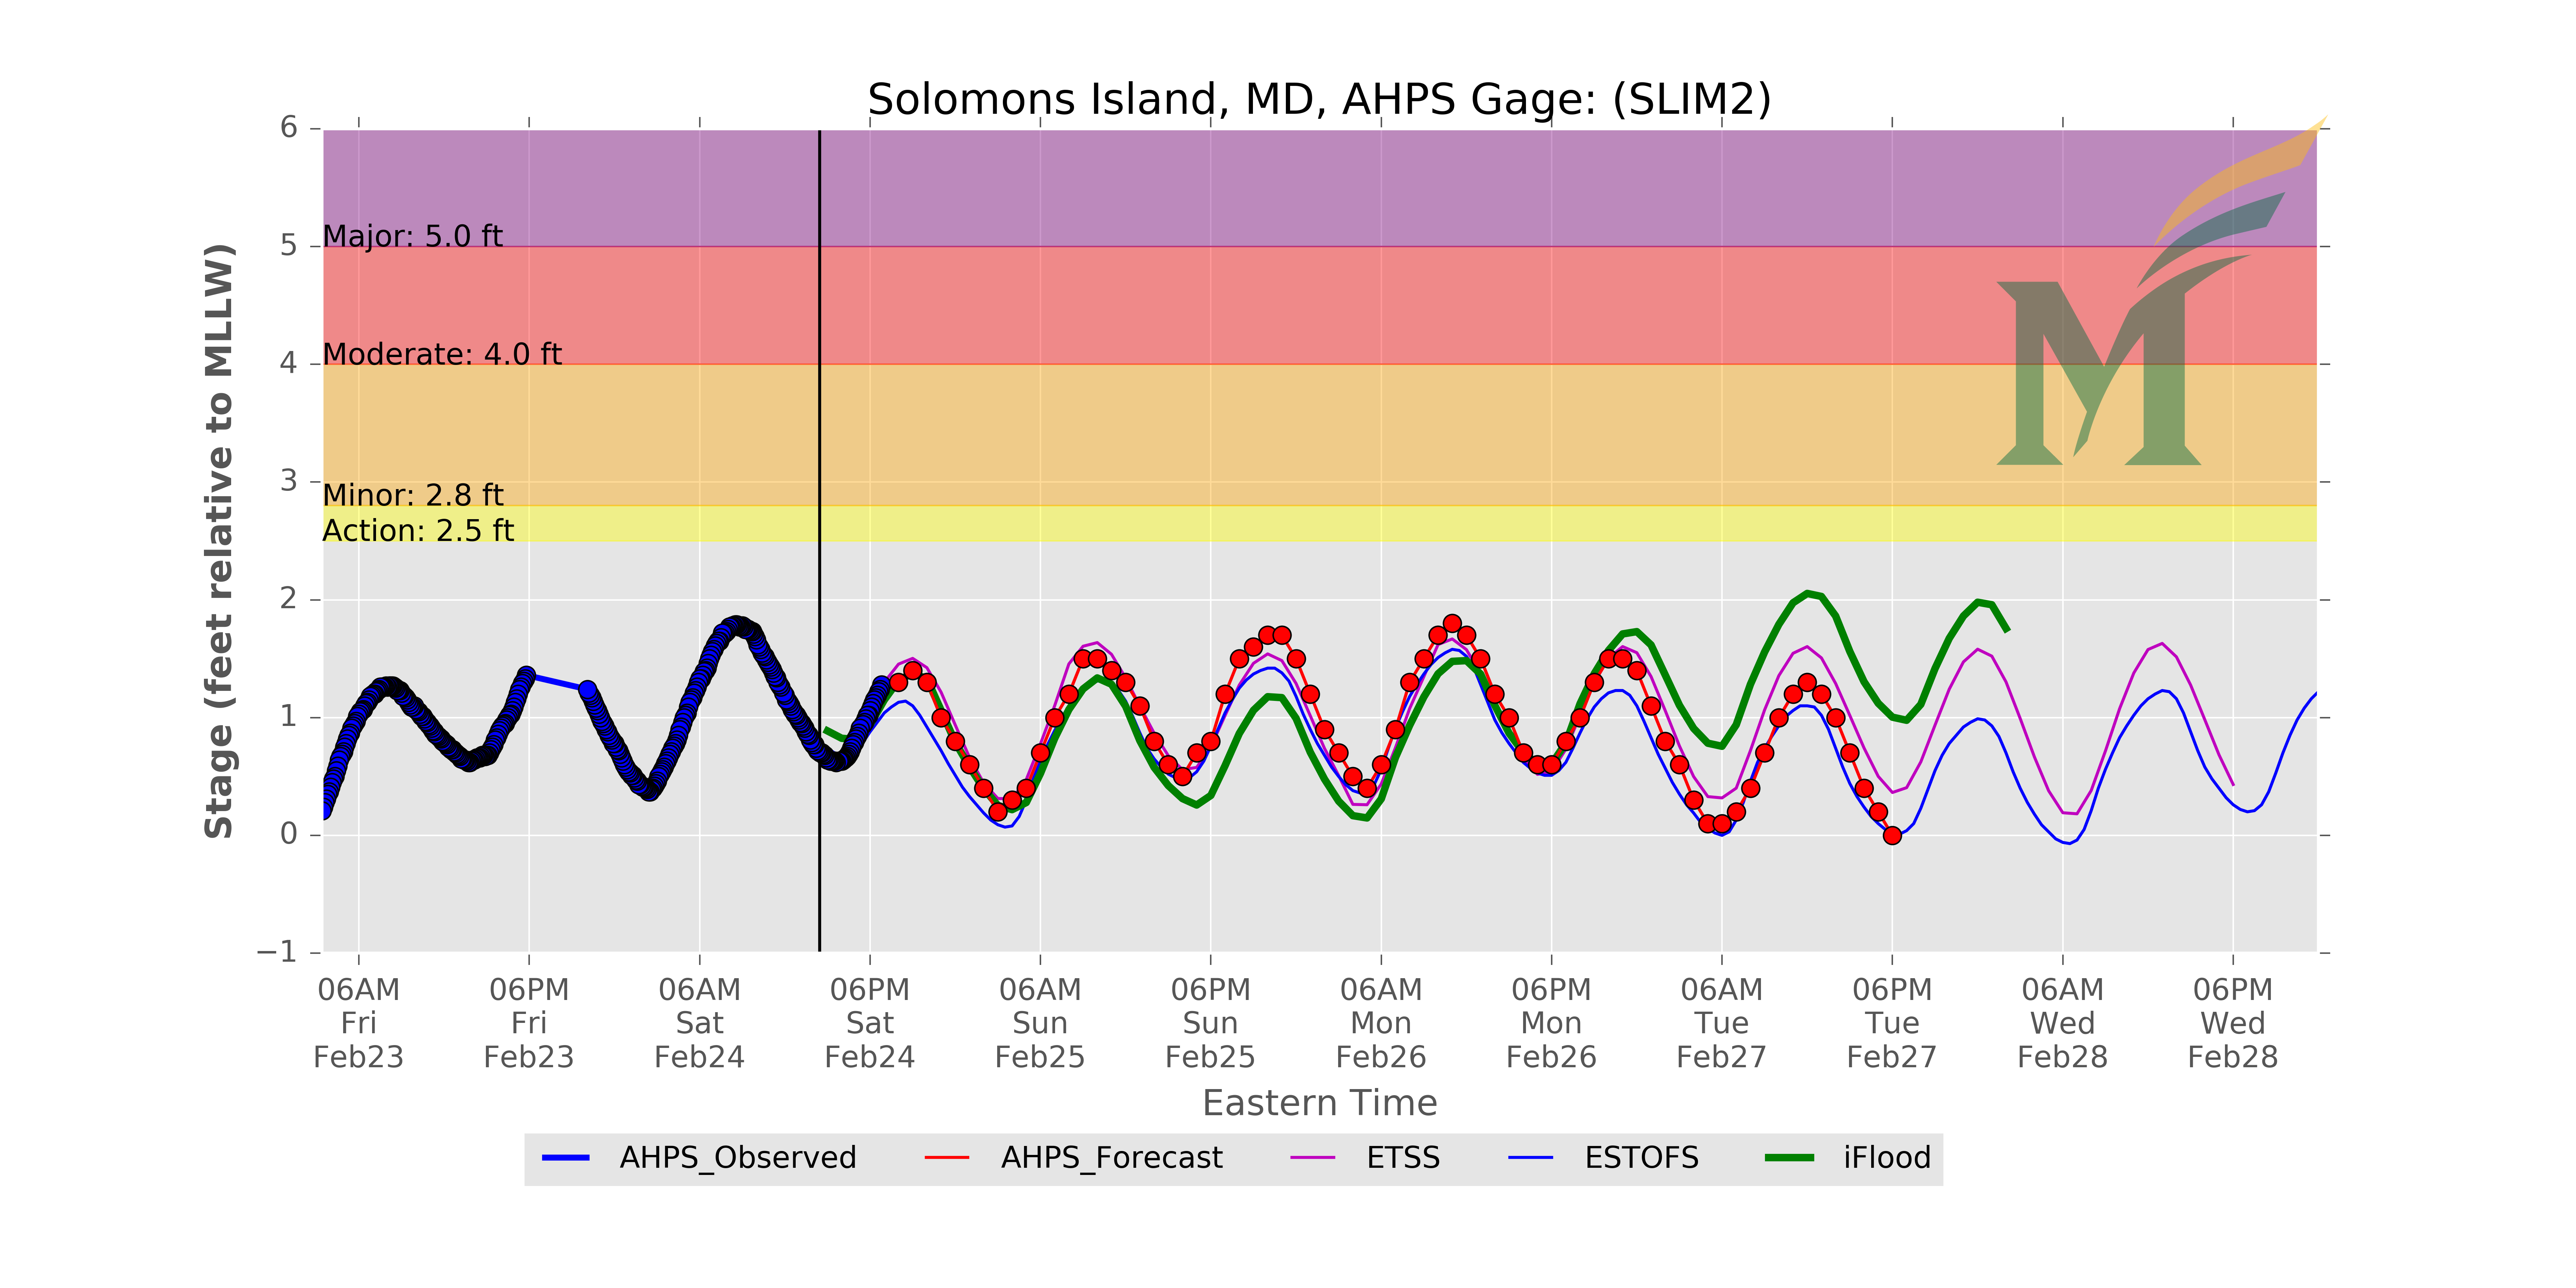 Solomons Island, MD, AHPS Gage: (SLIM2)
Stage (feet relative to MLLW)
6
5
4
3
2
1
0
−1
Major: 5.0 ft
Moderate: 4.0 ft
Minor: 2.8 ft
Action: 2.5 ft
M
06AM 06PM 06AM 06PM 06AM 06PM 06AM 06PM 06AM 06PM 06AM 06PM
Fri Fri Sat Sat Sun Sun Mon Mon Tue Tue Wed Wed
Feb23 Feb23 Feb24 Feb24 Feb25 Feb25 Feb26 Feb26 Feb27 Feb27 Feb28 Feb28
Eastern Time
AHPS_Observed AHPS_Forecast ETSS ESTOFS iFlood